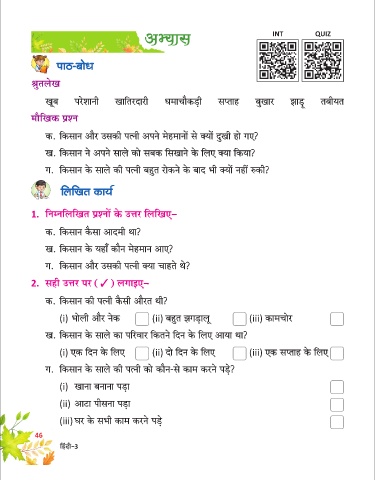 अभ्यास
INT QUIZ
पाठ-बोध
श्रुतलेख
खूब परेशानी खातिरदारी धमाचौकड़ी सप्ताह बुखार झाड़ू तबीयत
मौखिक प्रश्न
क. किसान और उसकी पत्नी अपने मेहमानों से क्यों दुखी हो गए?
ख. किसान ने अपने साले को सबक सिखाने के लिए क्या किया?
ग. किसान के साले की पत्नी बहुत रोकने के बाद भी क्यों नहीं रुकी?
लिखित कार्य
1. निम्नलिखित प्रश्नों के उत्तर लिखिए–
क. किसान कैसा आदमी था?
ख. किसान के यहाँ कौन मेहमान आए?
ग. किसान और उसकी पत्नी क्या चाहते थे?
2. सही उत्तर पर (✓) लगाइए–
क. किसान की पत्नी कैसी औरत थी?
(i) भोली और नेक (ii) बहुत झगड़ालू (iii) कामचोर
ख. किसान के साले का परिवार कितने दिन के लिए आया था?
(i) एक दिन के लिए (ii) दो दिन के लिए (iii) एक सप्ताह के लिए
ग. किसान के साले की पत्नी को कौन-से काम करने पड़े?
(i) खाना बनाना पड़ा
(ii) आटा पीसना पड़ा
(iii) घर के सभी काम करने पड़े
46
हिंदी-3